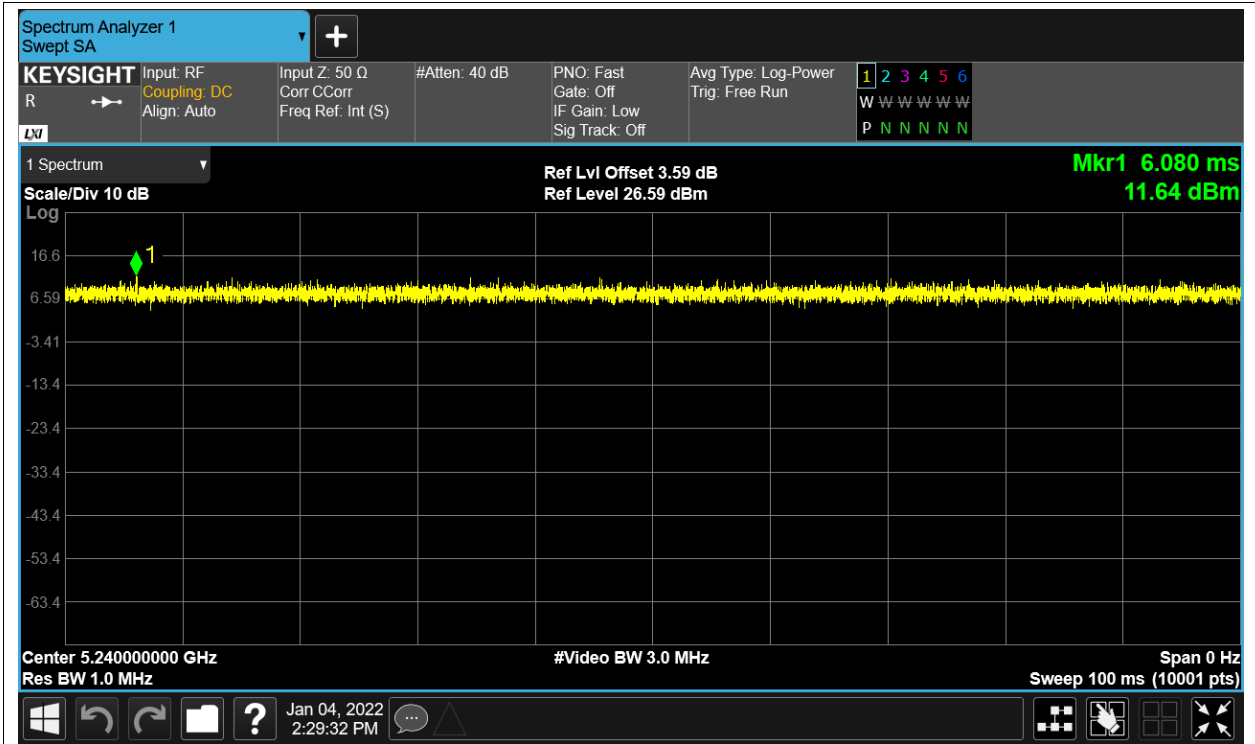 Spectrum Analyzer 1
Swept SA
KEYSIGHT
R
LXI
Input: RF
Coupling: DC
Align: Auto
Input Z: 50 Ω
Corr CCorr
Freq Ref: Int (S)
#Atten: 40 dB
PNO: Fast
Gate: Off
IF Gain: Low
Sig Track: Off
Avg Type: Log-Power
Trig: Free Run
1 2 3 4 5 6
W W W W W W
P N N N N N
1 Spectrum
Scale/Div 10 dB
Log
Ref Lvl Offset 3.59 dB
Ref Level 26.59 dBm
Mkr1 6.080 ms
11.64 dBm
1
16.6
6.59
-3.41
-13.4
-23.4
-33.4
-43.4
-53.4
-63.4
Center 5.240000000 GHz
Res BW 1.0 MHz
#Video BW 3.0 MHz
Span 0 Hz
Sweep 100 ms (10001 pts)
?
Jan 04, 2022
2:29:32 PM